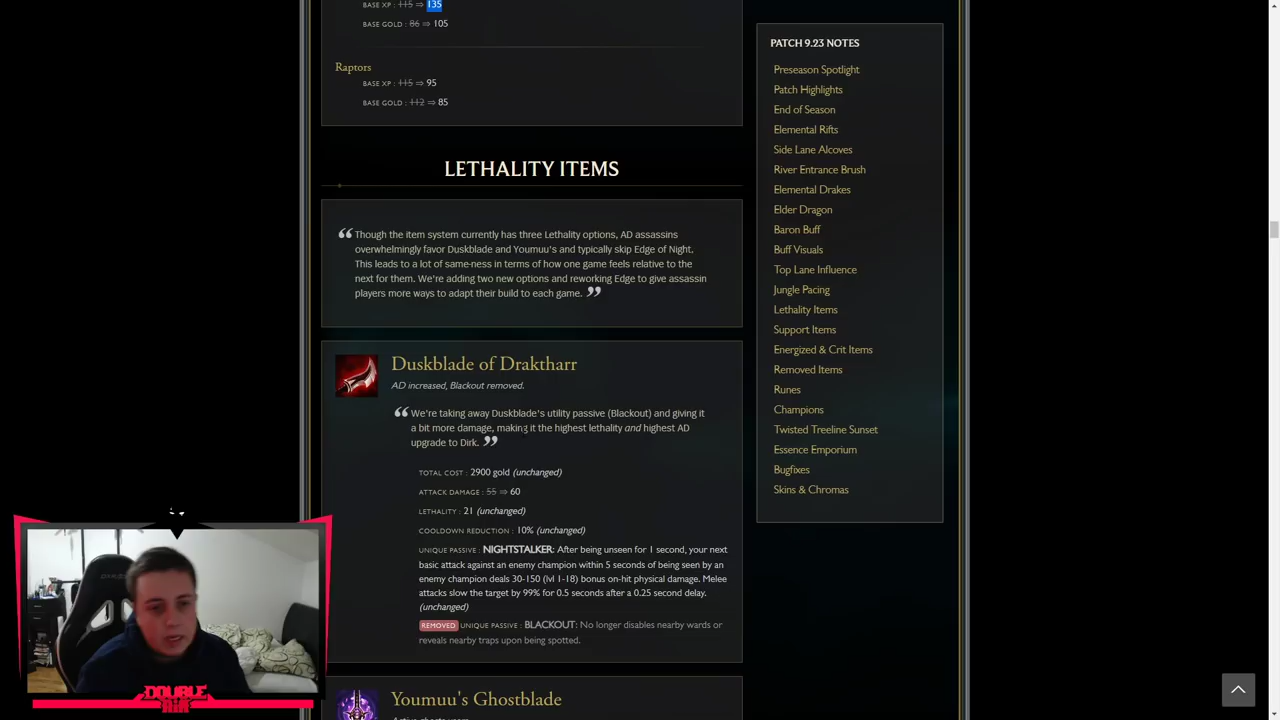 BASE XP : 115 ⇒ 135
BASE GOLD : 86 ⇒ 105
Raptors
BASE XP : 115 ⇒ 95
BASE GOLD : 112 ⇒ 85
LETHALITY ITEMS
“ Though the item system currently has three Lethality options, AD assassins
overwhelmingly favor Duskblade and Youmuu's and typically skip Edge of Night.
This leads to a lot of same-ness in terms of how one game feels relative to the
next for them. We're adding two new options and reworking Edge to give assassin
players more ways to adapt their build to each game. ”
Duskblade of Draktharr
AD increased, Blackout removed.
“ We're taking away Duskblade's utility passive (Blackout) and giving it
a bit more damage, making it the highest lethality and highest AD
upgrade to Dirk. ”
TOTAL COST : 2900 gold (unchanged)
ATTACK DAMAGE : 55 ⇒ 60
LETHALITY : 21 (unchanged)
COOLDOWN REDUCTION : 10% (unchanged)
UNIQUE PASSIVE : NIGHTSTALKER: After being unseen for 1 second, your next
basic attack against an enemy champion within 5 seconds of being seen by an
enemy champion deals 30-150 (lvl 1-18) bonus on-hit physical damage. Melee
attacks slow the target by 99% for 0.5 seconds after a 0.25 second delay.
(unchanged)
REMOVED UNIQUE PASSIVE : BLACKOUT: No longer disables nearby wards or
reveals nearby traps upon being spotted.
Youmuu's Ghostblade
PATCH 9.23 NOTES
Preseason Spotlight
Patch Highlights
End of Season
Elemental Rifts
Side Lane Alcoves
River Entrance Brush
Elemental Drakes
Elder Dragon
Baron Buff
Buff Visuals
Top Lane Influence
Jungle Pacing
Lethality Items
Support Items
Energized & Crit Items
Removed Items
Runes
Champions
Twisted Treeline Sunset
Essence Emporium
Bugfixes
Skins & Chromas
DOUBLE